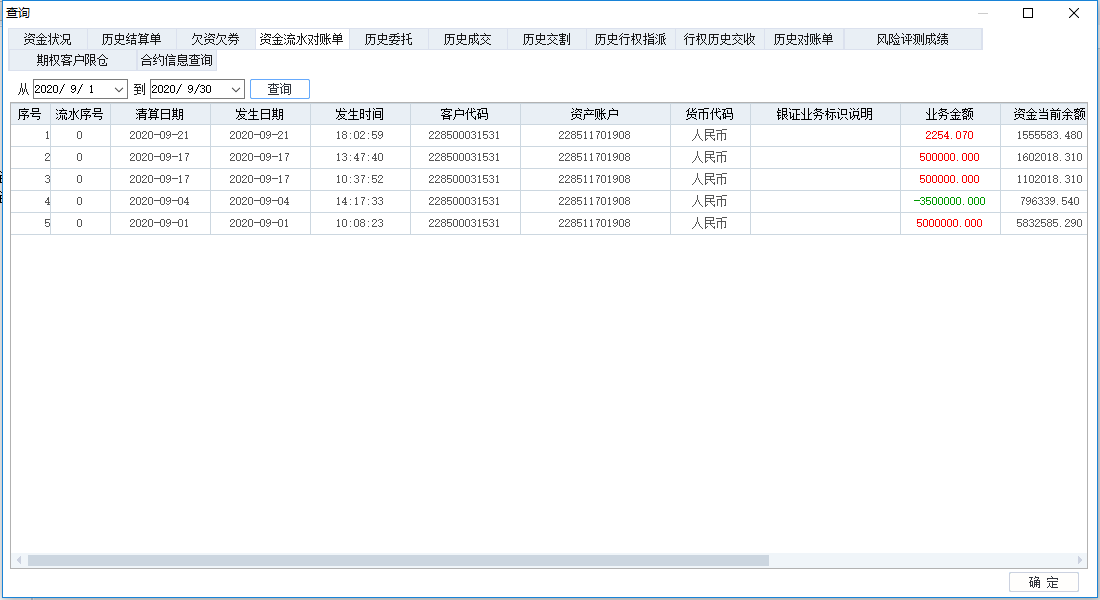 查询
资金状况 历史结算单 欠资欠券 资金流水对账单 历史委托 历史成交 历史交割 历史行权指派 行权历史交收 历史对账单 风险评测成绩
期权客户限仓 合约信息查询
从 2020/ 9/ 1 到 2020/ 9/30 查询
序号 流水序号 清算日期 发生日期 发生时间 客户代码 资产账户 货币代码 银证业务标识说明 业务金额 资金当前余额
1 0 2020-09-21 2020-09-21 18:02:59 228500031531 228511701908 人民币 2254.070 1555583.480
2 0 2020-09-17 2020-09-17 13:47:40 228500031531 228511701908 人民币 500000.000 1602018.310
3 0 2020-09-17 2020-09-17 10:37:52 228500031531 228511701908 人民币 500000.000 1102018.310
4 0 2020-09-04 2020-09-04 14:17:33 228500031531 228511701908 人民币 -3500000.000 796339.540
5 0 2020-09-01 2020-09-01 10:08:23 228500031531 228511701908 人民币 5000000.000 5832585.290
确 定